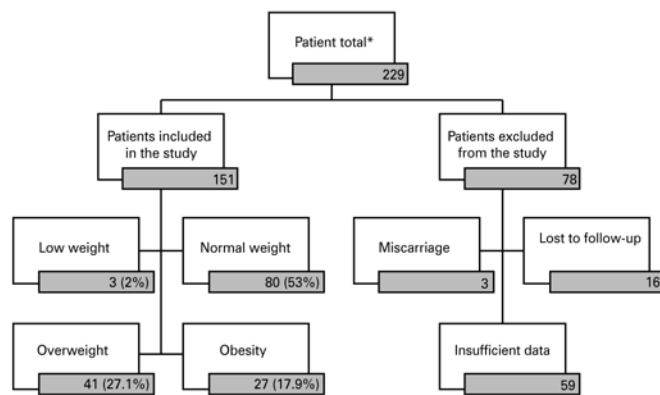 Patient total*
229
Patients included
in the study
151
Patients excluded
from the study
78
Low weight
3 (2%)
Normal weight
80 (53%)
Miscarriage
3
Lost to follow-up
16
Overweight
41 (27.1%)
Obesity
27 (17.9%)
Insufficient data
59